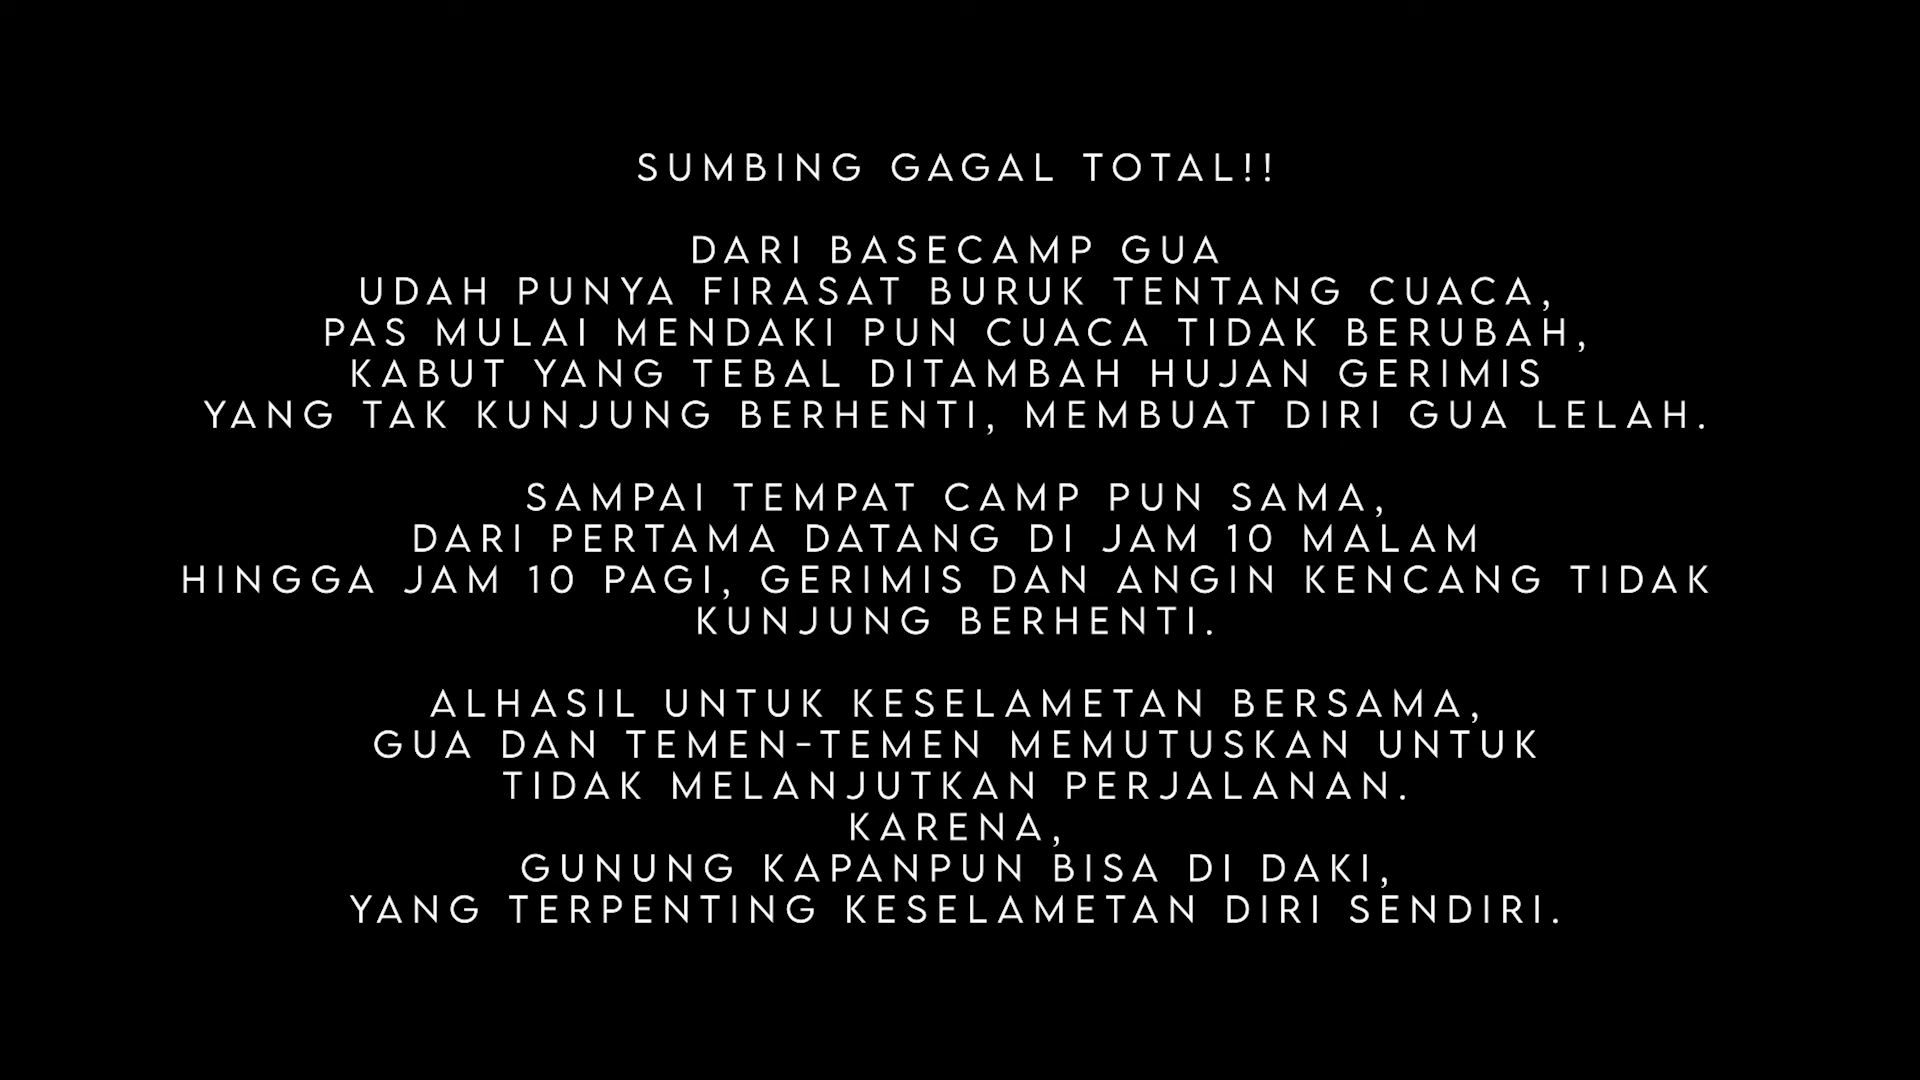 SUMBING GAGAL TOTAL!!
DARI BASECAMP GUA
UDAH PUNYA FIRASAT BURUK TENTANG CUACA,
PAS MULAI MENDAKI PUN CUACA TIDAK BERUBAH,
KABUT YANG TEBAL DITAMBAH HUJAN GERIMIS
YANG TAK KUNJUNG BERHENTI, MEMBUAT DIRI GUA LELAH.
SAMPAI TEMPAT CAMP PUN SAMA,
DARI PERTAMA DATANG DI JAM 10 MALAM
HINGGA JAM 10 PAGI, GERIMIS DAN ANGIN KENCANG TIDAK
KUNJUNG BERHENTI.
ALHASIL UNTUK KESELAMETAN BERSAMA,
GUA DAN TEMEN-TEMEN MEMUTUSKAN UNTUK
TIDAK MELANJUTKAN PERJALANAN.
KARENA,
GUNUNG KAPANPUN BISA DI DAKI,
YANG TERPENTING KESELAMETAN DIRI SENDIRI.